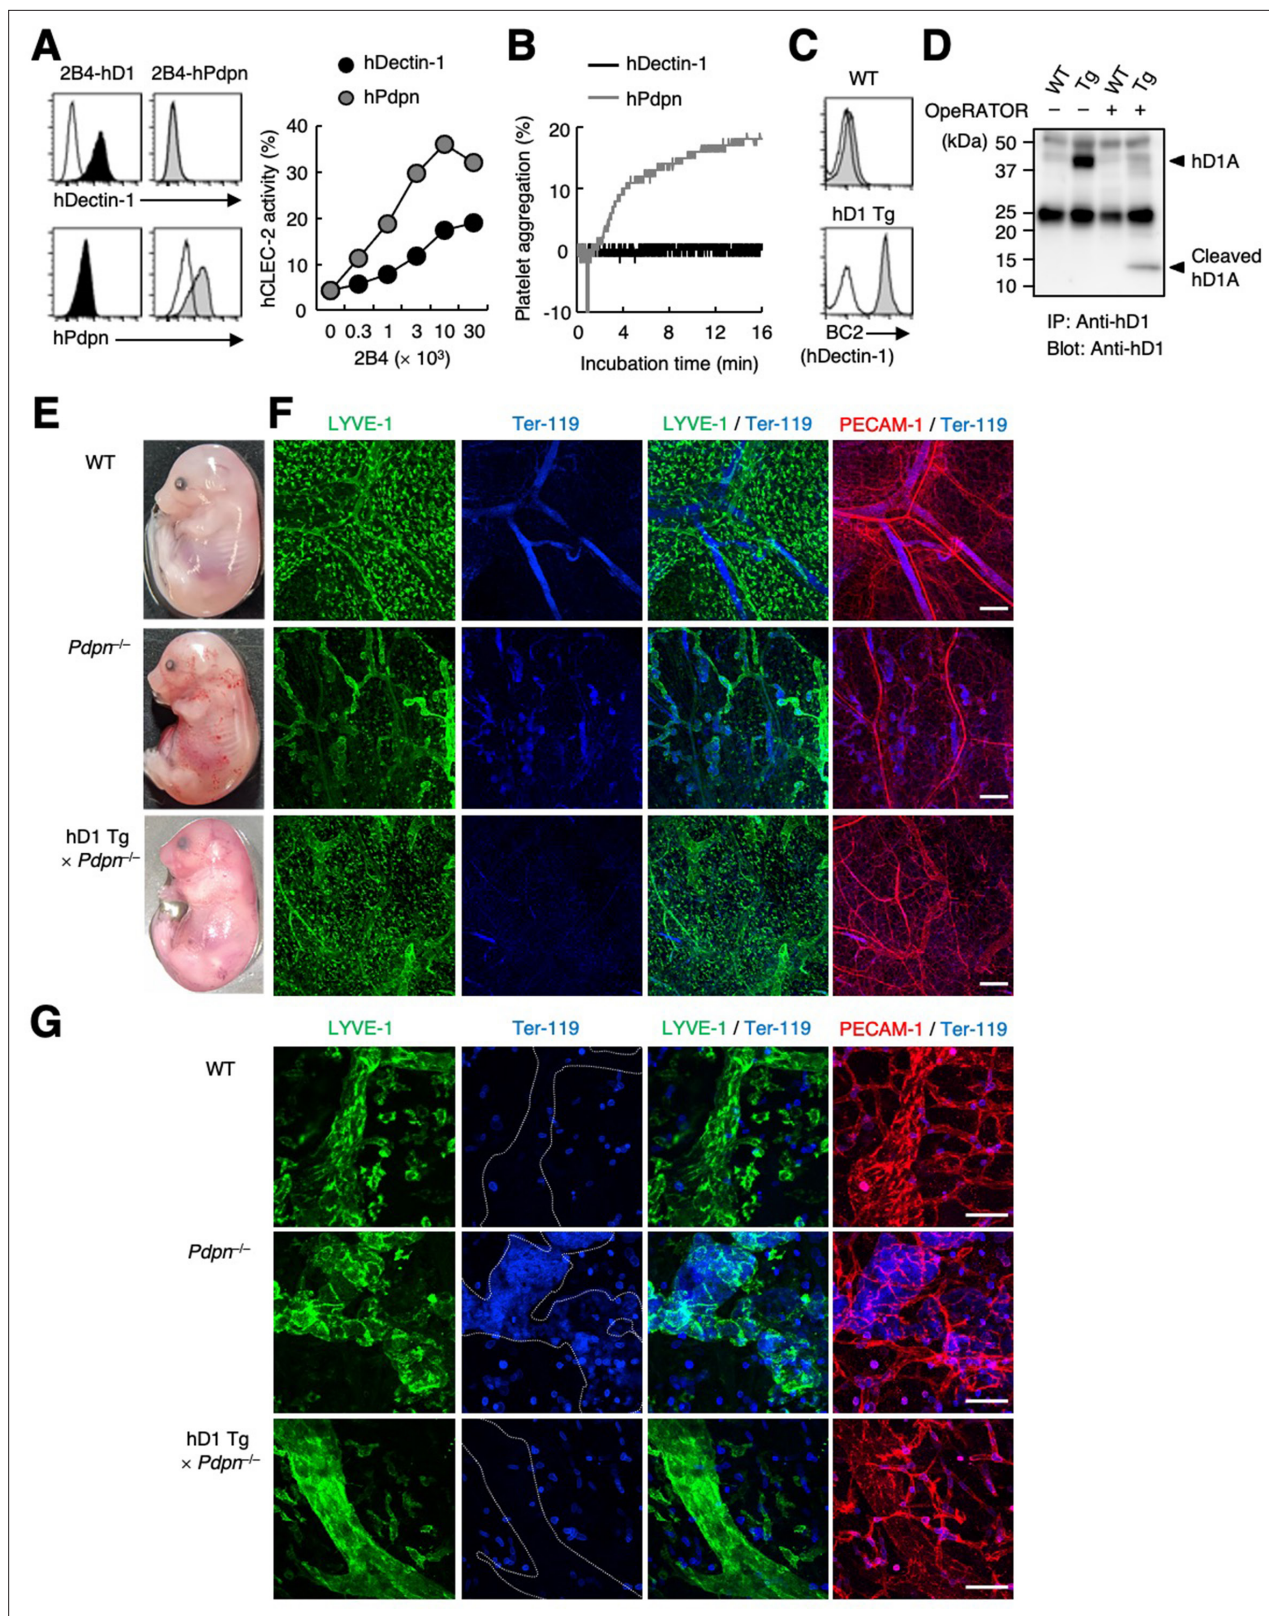 A
2B4-hD1 2B4-hPdpn
hDectin-1
hPdpn
hDectin-1
hPdpn
hCLEC-2 activity (%)
40
30
20
10
0
0 0.3 1 3 10 30
2B4 (× 10³)
B
hDectin-1
hPdpn
Platelet aggregation (%)
20
10
0
-10
0 4 8 12 16
Incubation time (min)
C
WT
hD1 Tg
BC2
(hDectin-1)
D
WT Tg WT Tg
OpeRATOR – – + +
(kDa)
50
37
25
20
15
10
hD1A
Cleaved
hD1A
IP: Anti-hD1
Blot: Anti-hD1
E
WT
Pdpn–/–
hD1 Tg
× Pdpn–/–
F
LYVE-1 Ter-119 LYVE-1 / Ter-119 PECAM-1 / Ter-119
G
LYVE-1 Ter-119 LYVE-1 / Ter-119 PECAM-1 / Ter-119
WT
Pdpn–/–
hD1 Tg
× Pdpn–/–